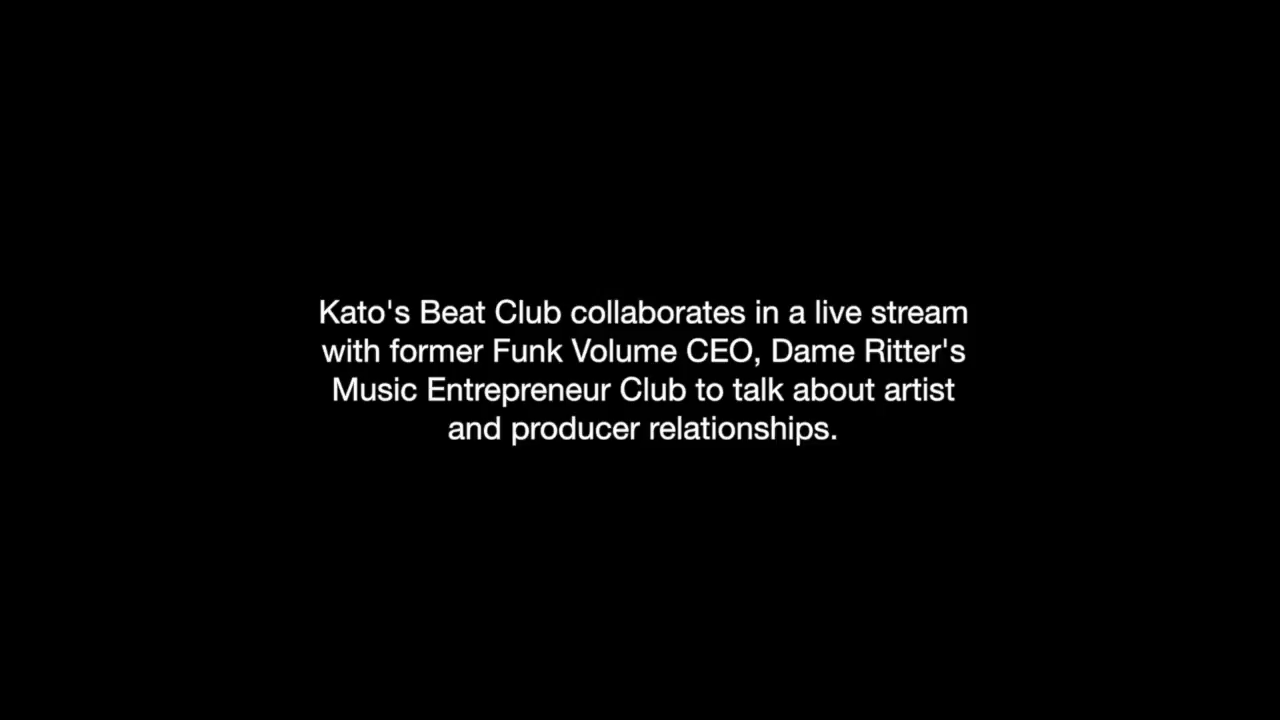 Kato's Beat Club collaborates in a live stream
with former Funk Volume CEO, Dame Ritter's
Music Entrepreneur Club to talk about artist
and producer relationships.